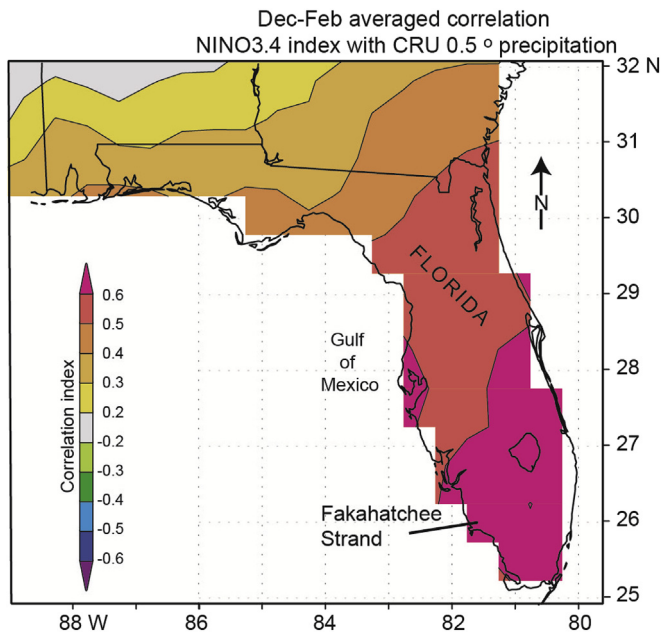 Dec-Feb averaged correlation
NINO3.4 index with CRU 0.5 o precipitation
32 N
31
30
29
28
27
26
25
N
FLORIDA
Gulf
of
Mexico
Fakahatchee
Strand
Correlation index
0.6
0.5
0.4
0.3
0.2
-0.2
-0.3
-0.4
-0.5
-0.6
88 W
86
84
82
80